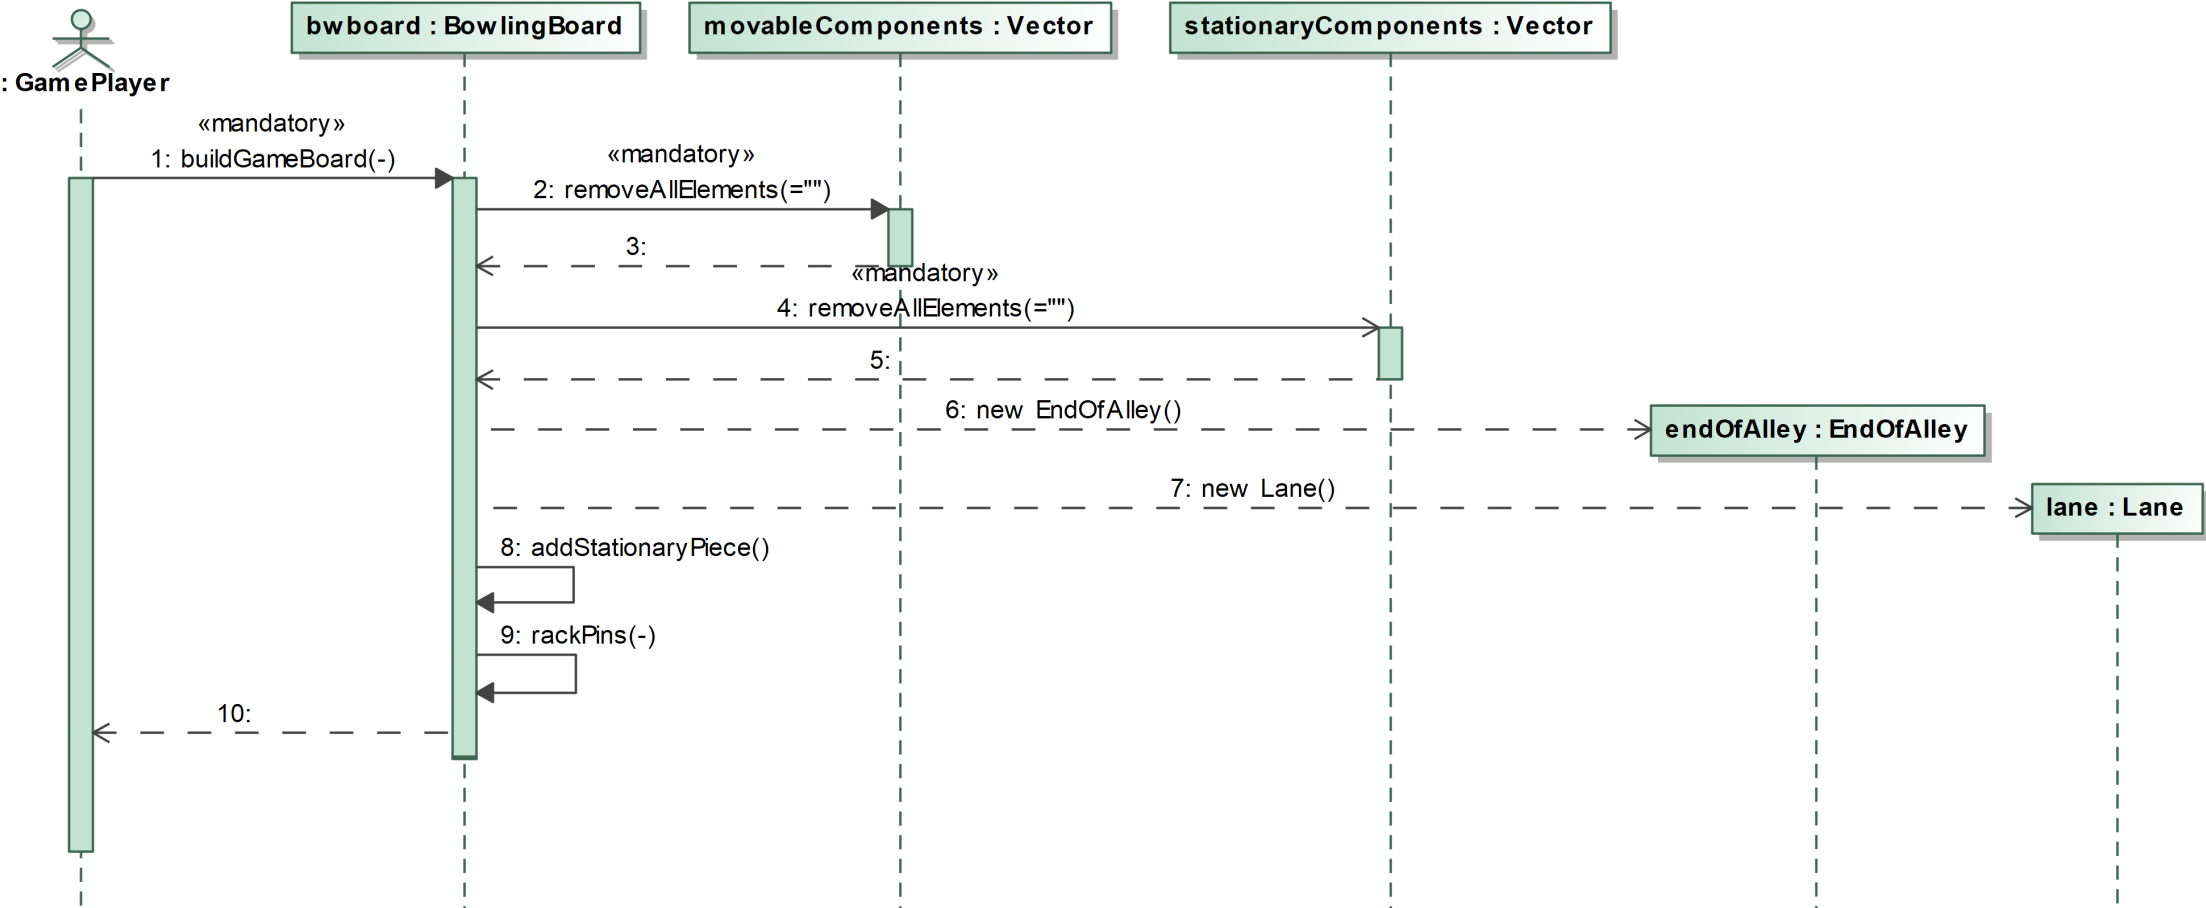 : GamePlayer
bwboard : BowlingBoard
movableComponents : Vector
stationaryComponents : Vector
«mandatory»
1: buildGameBoard(-)
«mandatory»
2: removeAllElements(="")
3:
«mandatory»
4: removeAllElements(="")
5:
6: new EndOfAlley()
endOfAlley : EndOfAlley
7: new Lane()
lane : Lane
8: addStationaryPiece()
9: rackPins(-)
10: